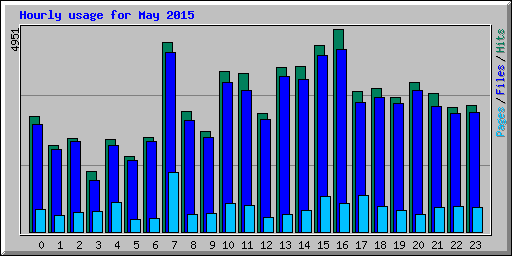 Hourly usage for May 2015
4951
Pages / Files / Hits
0 1 2 3 4 5 6 7 8 9 10 11 12 13 14 15 16 17 18 19 20 21 22 23